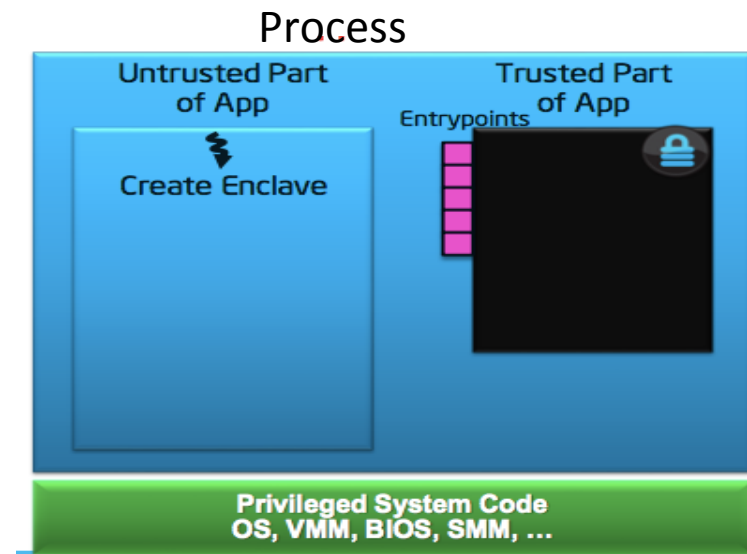 Process
Untrusted Part
of App
Trusted Part
of App
Entrypoints
Create Enclave
Privileged System Code
OS, VMM, BIOS, SMM, ...